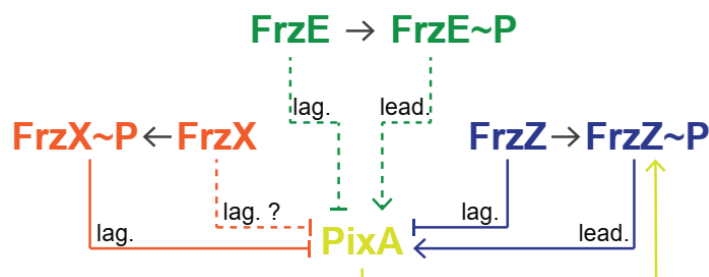 FrzE → FrzE~P
lag. lead.
FrzX~P ← FrzX FrzZ → FrzZ~P
lag. ? lag.
lag. PixA lead.